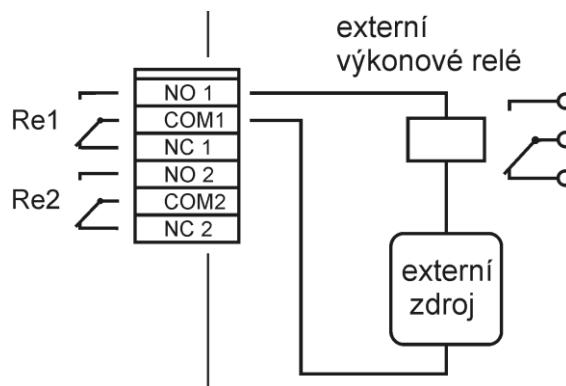 externí
výkonové relé
Re1
Re2
NO 1
COM1
NC 1
NO 2
COM2
NC 2
externí
zdroj